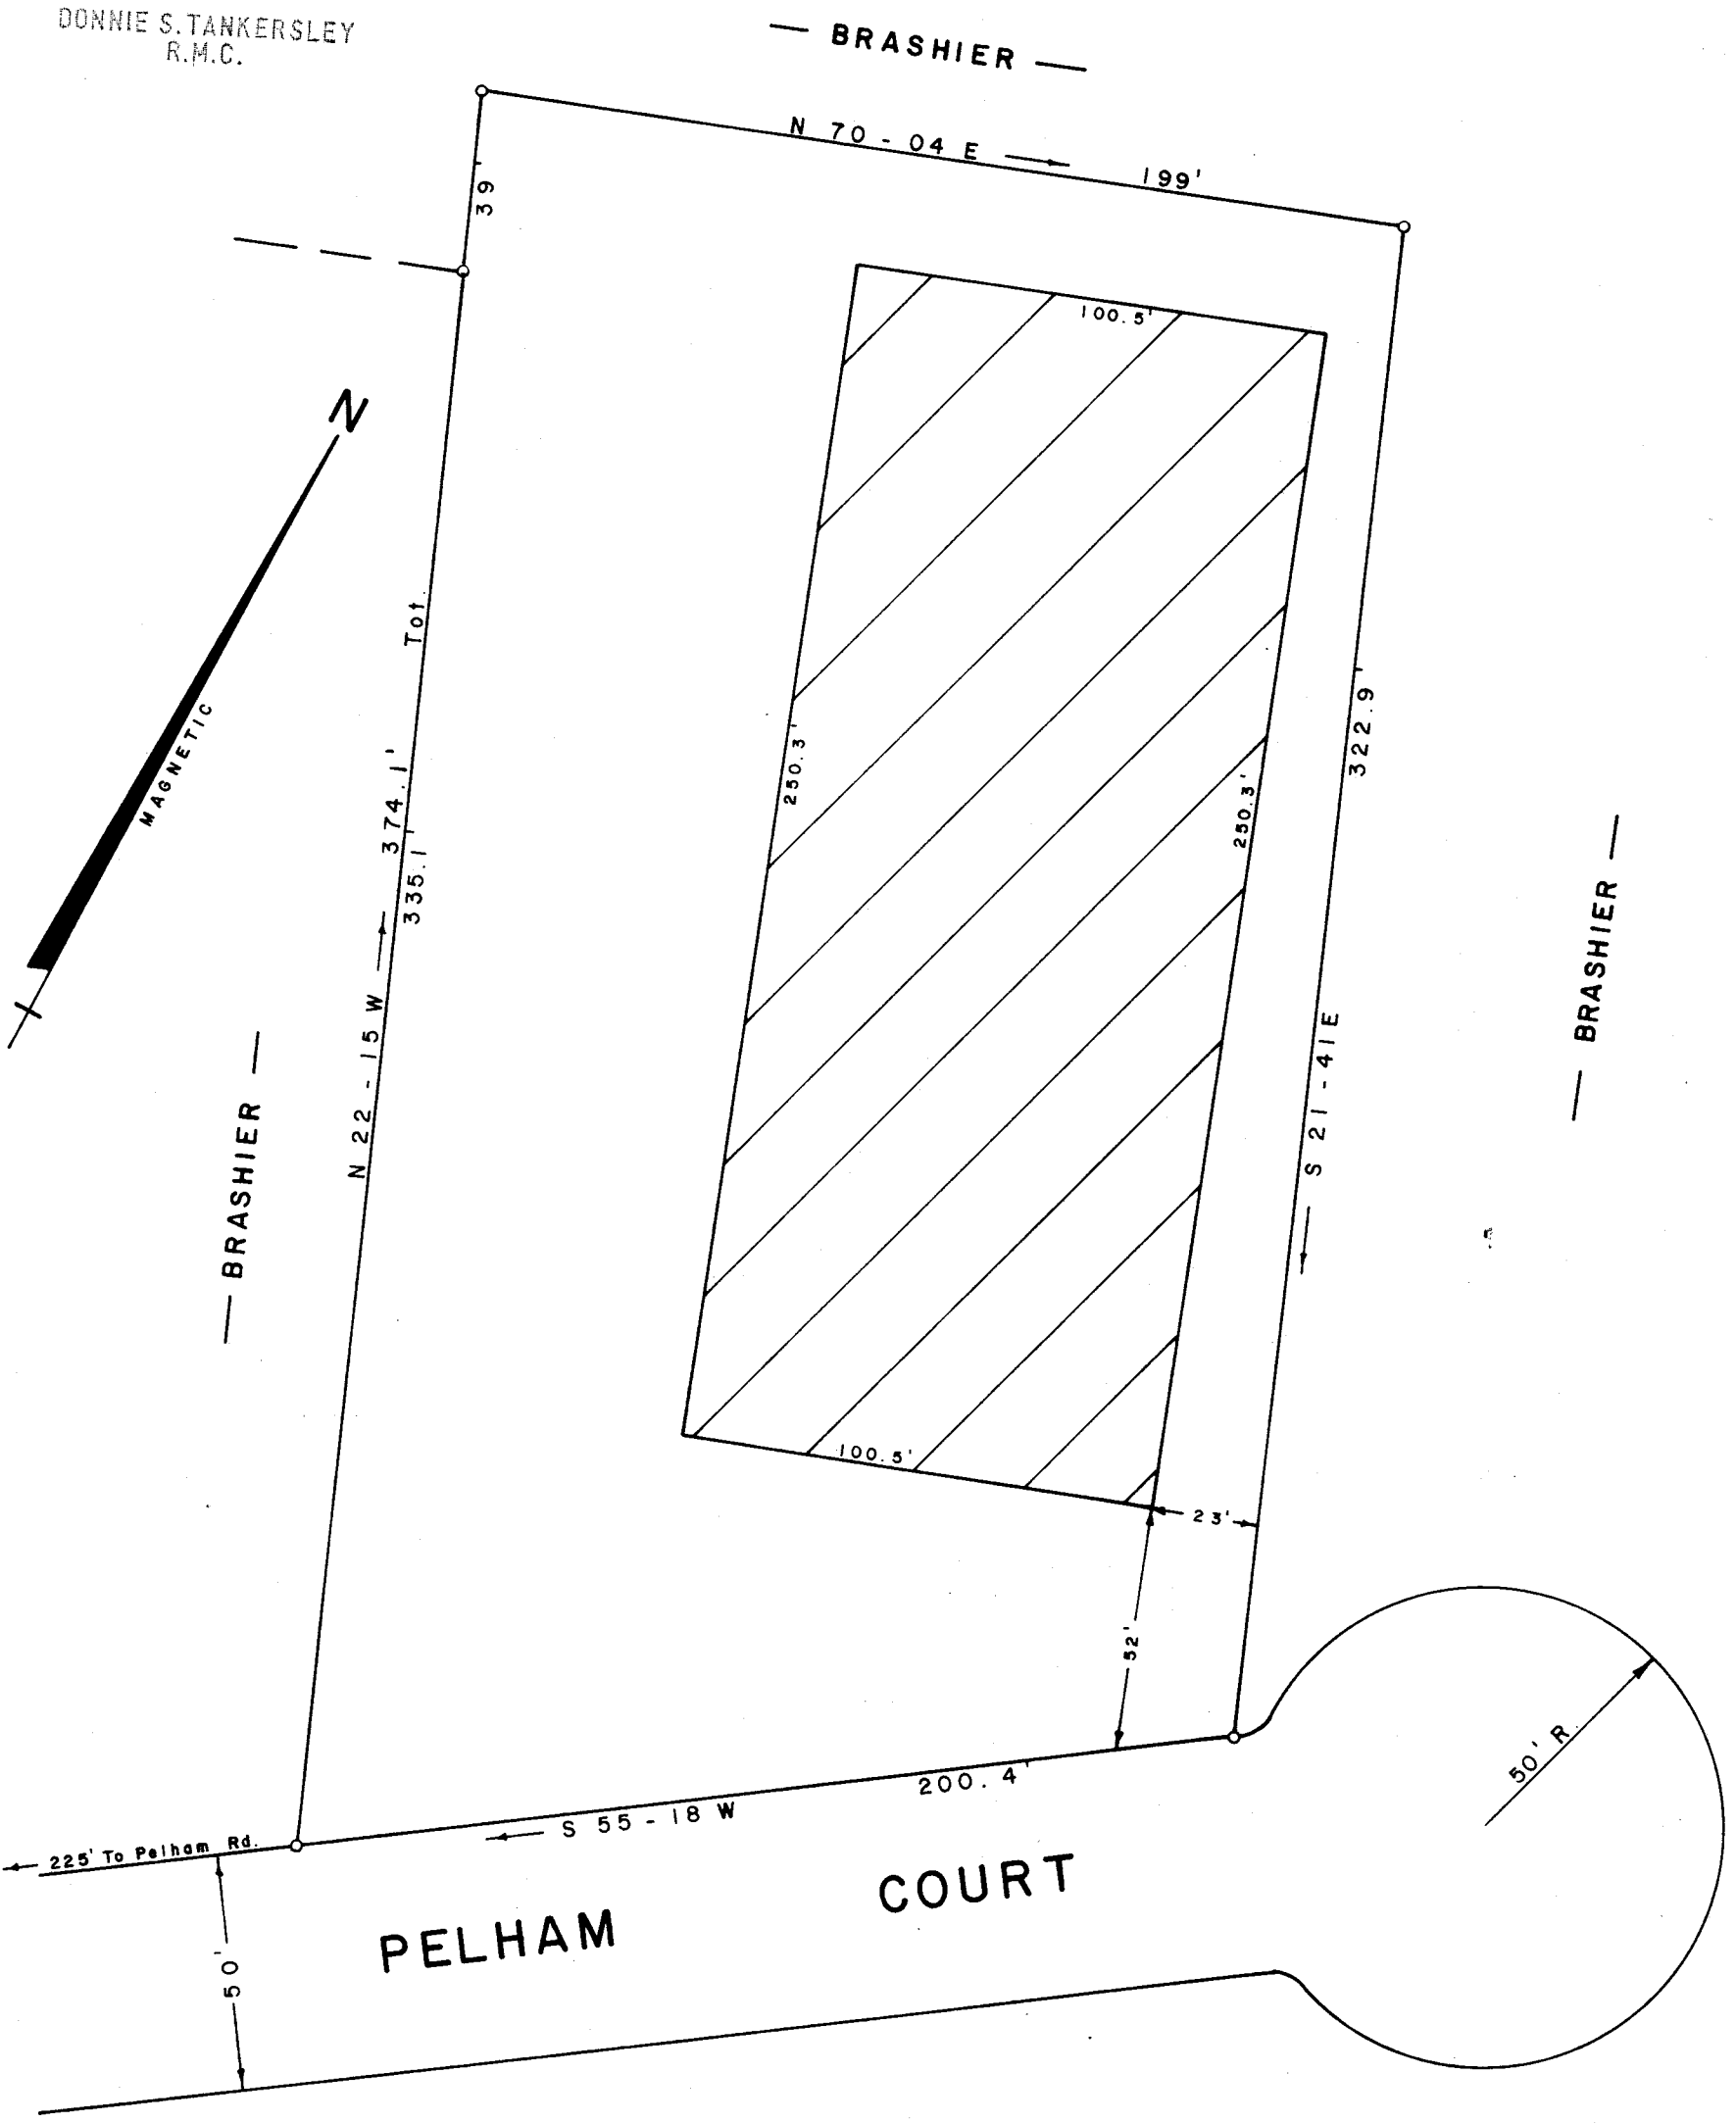 DONNIE S. TANKERSLEY
R.M.C.
— BRASHIER —
N 70 - 04 E
199'
39'
100.5'
N
MAGNETIC
Tot.
374.1'
335.1'
N 22 - 15 W
250.3'
250.3'
322.9'
S 21 - 41 E
— BRASHIER —
— BRASHIER —
100.5'
23'
52'
50' R
200.4'
S 55 - 18 W
225' To Pelham Rd.
50'
PELHAM COURT